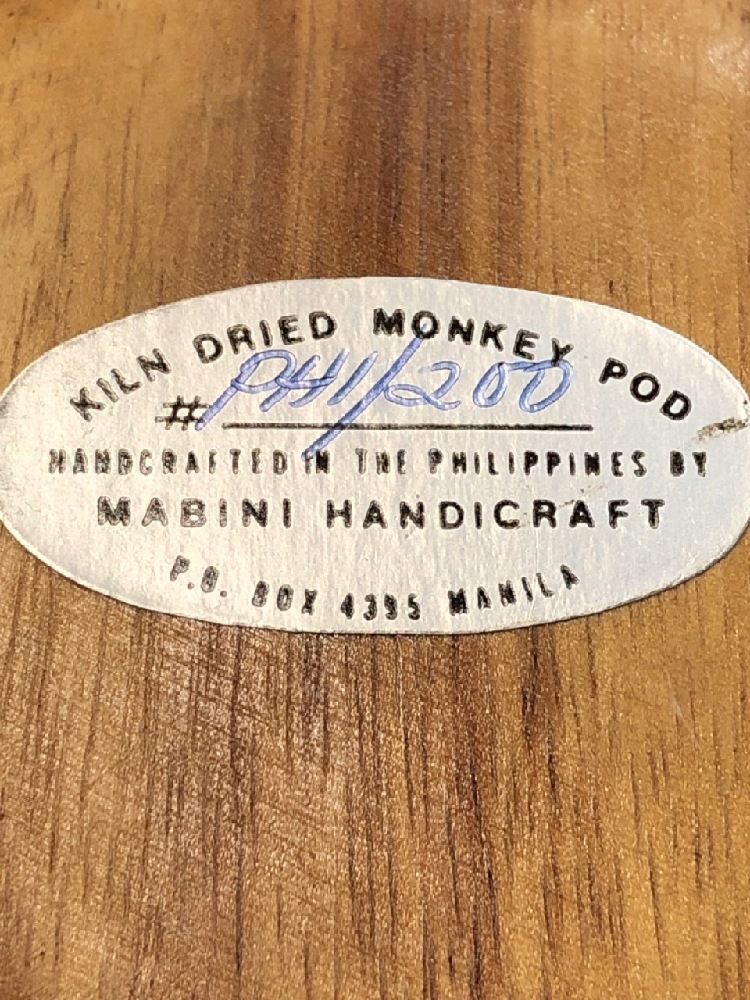 KILN DRIED MONKEY POD
# PH1/200
HANDCRAFTED IN THE PHILIPPINES BY
MABINI HANDICRAFT
P.O. BOX 4395 MANILA